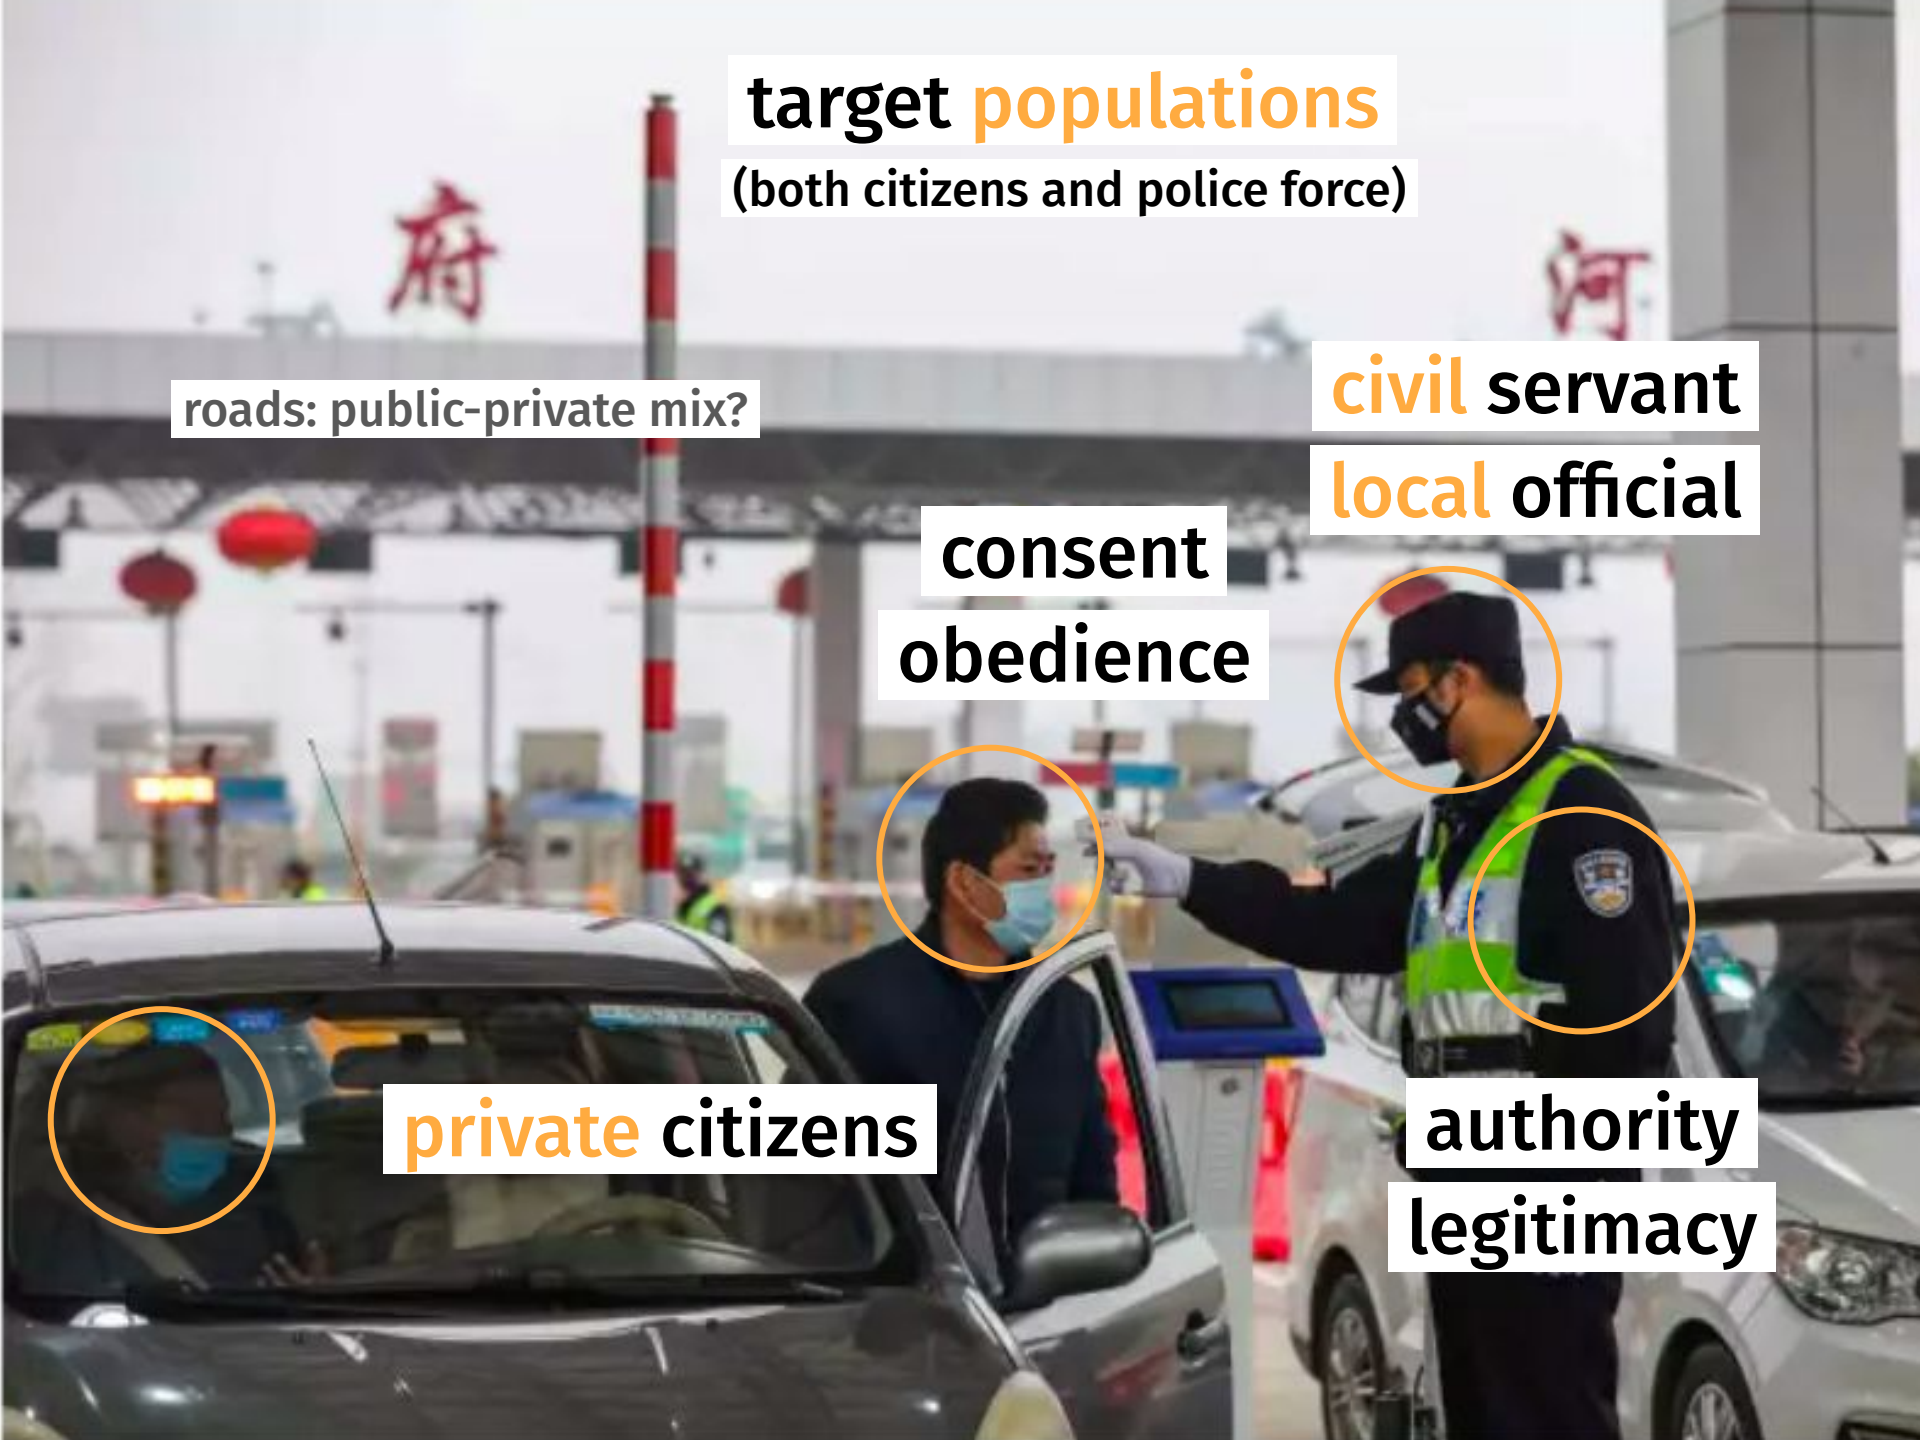 target populations
(both citizens and police force)
府
河
roads: public-private mix?
civil servant
local official
consent
obedience
private citizens
authority
legitimacy